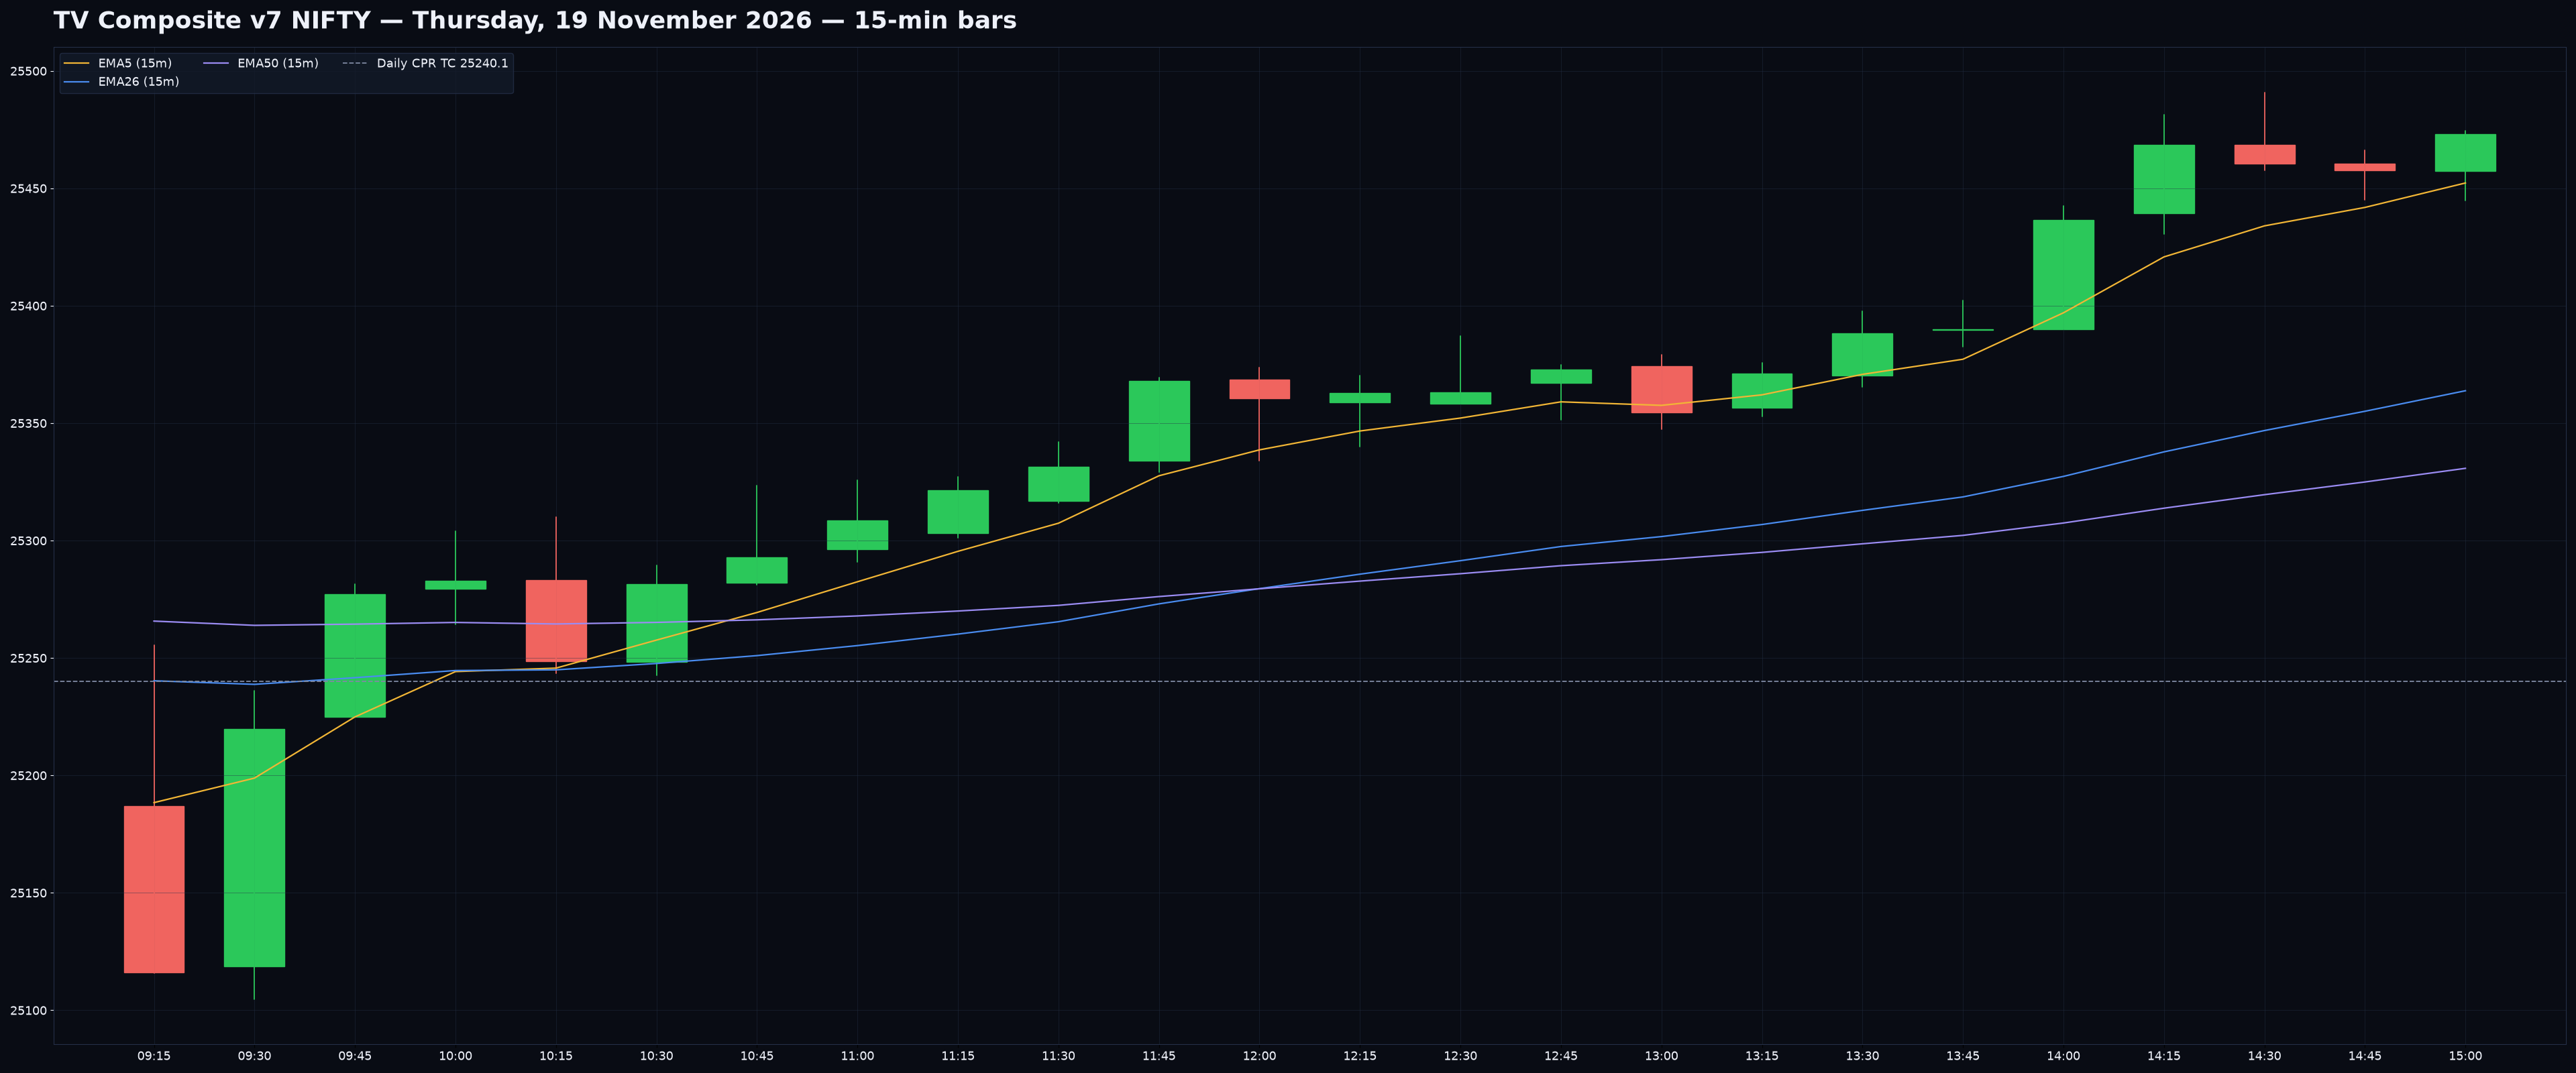 TV Composite v7 NIFTY — Thursday, 19 November 2026 — 15-min bars
EMA5 (15m) EMA50 (15m) Daily CPR TC 25240.1
EMA26 (15m)
25500
25450
25400
25350
25300
25250
25200
25150
25100
09:15 09:30 09:45 10:00 10:15 10:30 10:45 11:00 11:15 11:30 11:45 12:00 12:15 12:30 12:45 13:00 13:15 13:30 13:45 14:00 14:15 14:30 14:45 15:00